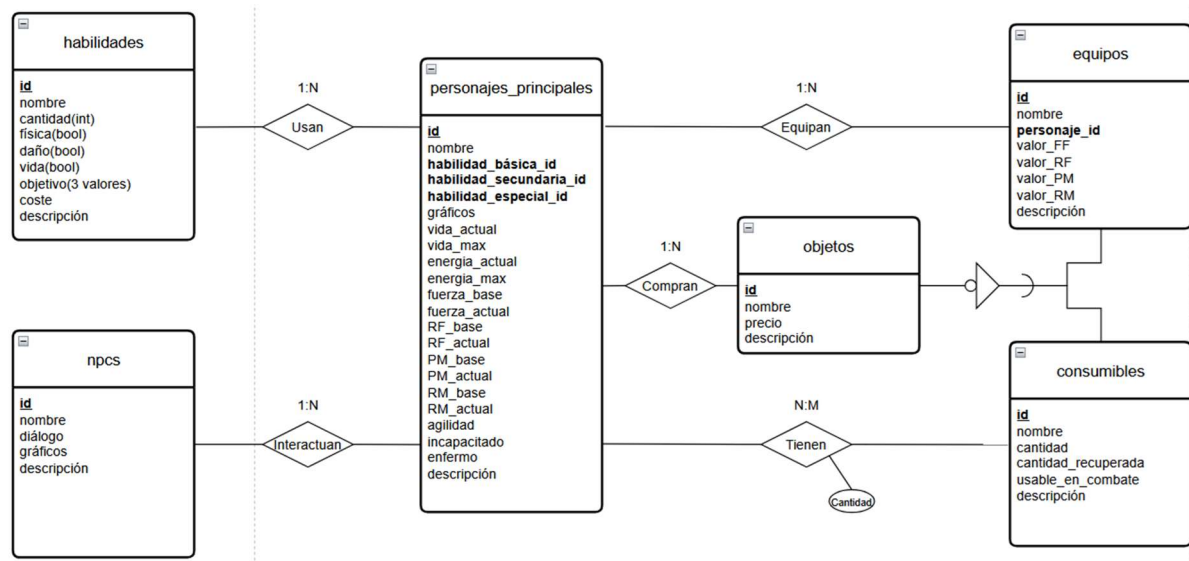 habilidades
id
nombre
cantidad(int)
física(bool)
daño(bool)
vida(bool)
objetivo(3 valores)
coste
descripción
1:N
Usan
npcs
id
nombre
diálogo
gráficos
descripción
1:N
Interactuan
personajes_principales
id
nombre
habilidad_básica_id
habilidad_secundaria_id
habilidad_especial_id
gráficos
vida_actual
vida_max
energia_actual
energia_max
fuerza_base
fuerza_actual
RF_base
RF_actual
PM_base
PM_actual
RM_base
RM_actual
agilidad
incapacitado
enfermo
descripción
1:N
Equipan
1:N
Compran
objetos
id
nombre
precio
descripción
N:M
Tienen
Cantidad
equipos
id
nombre
personaje_id
valor_FF
valor_RF
valor_PM
valor_RM
descripción
consumibles
id
nombre
cantidad
cantidad_recuperada
usable_en_combate
descripción